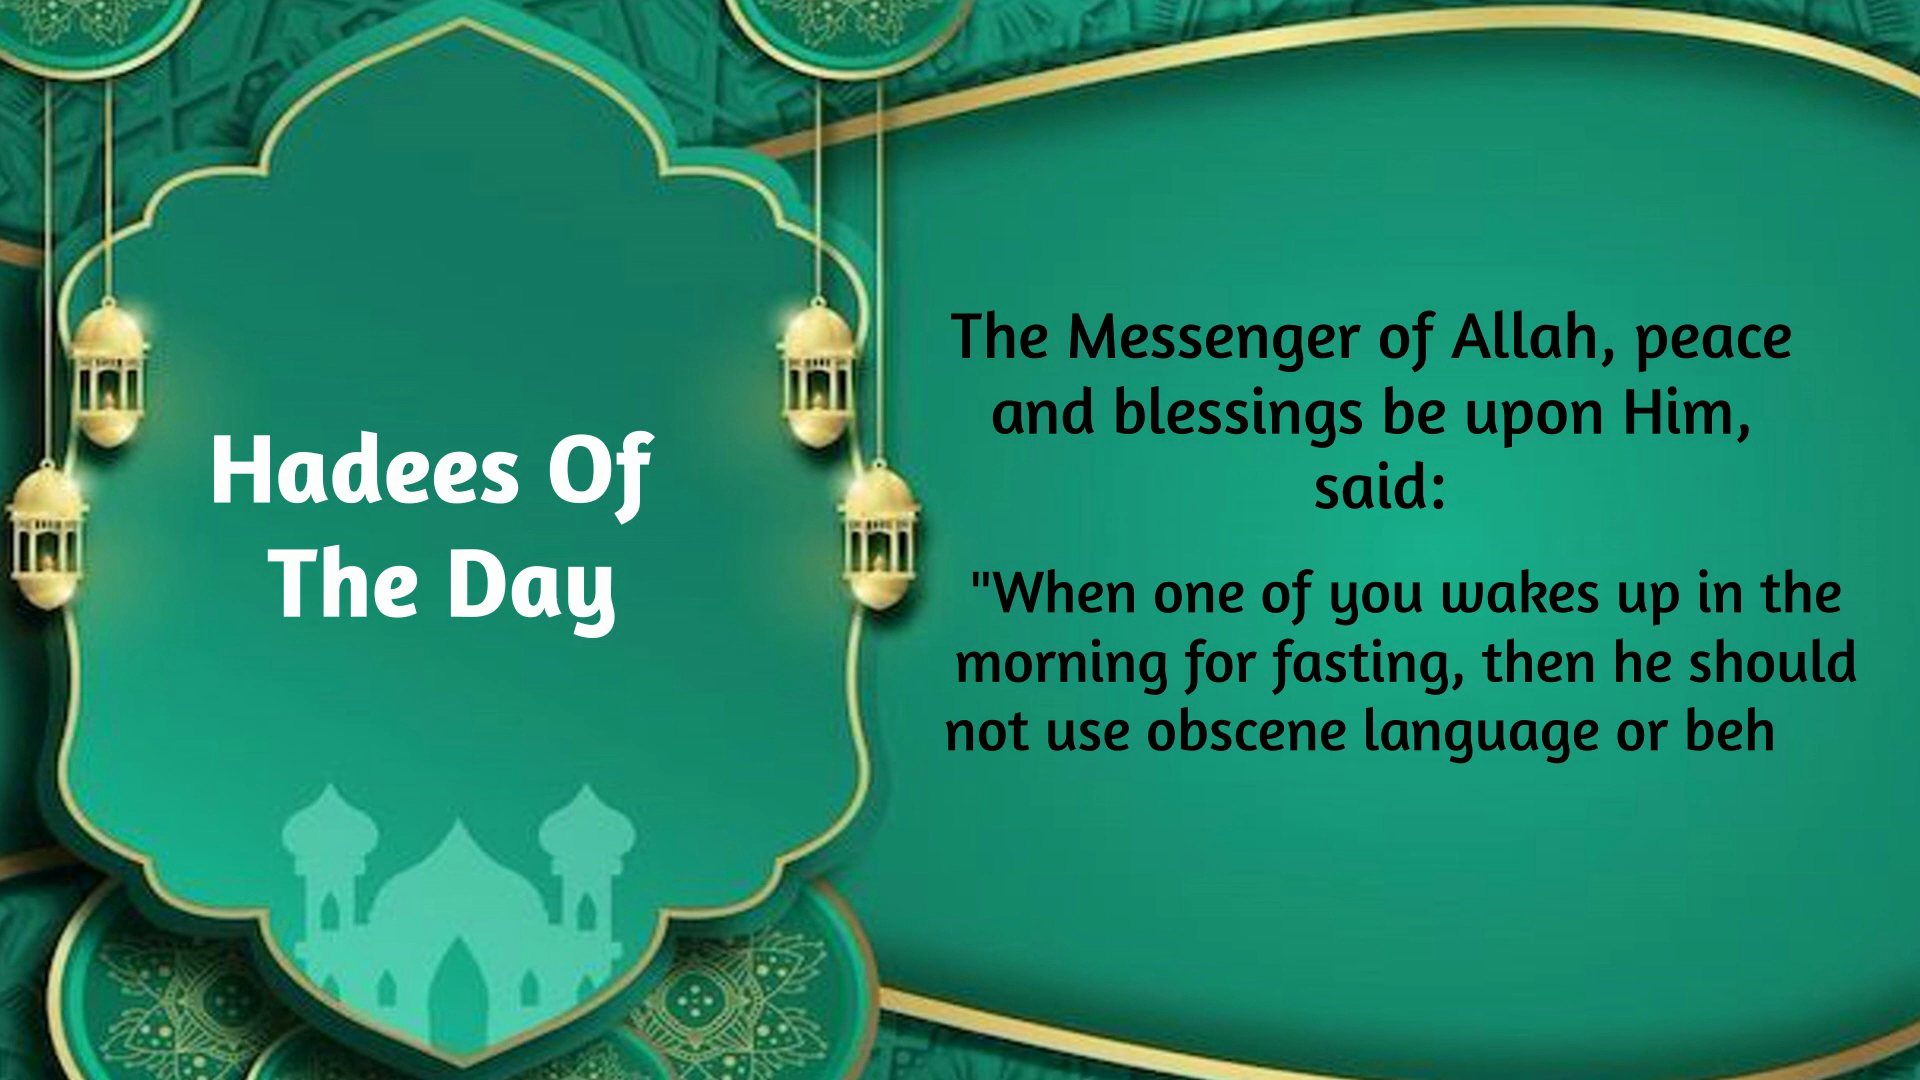 Hadees Of
The Day
The Messenger of Allah, peace
and blessings be upon Him,
said:
"When one of you wakes up in the
morning for fasting, then he should
not use obscene language or beh